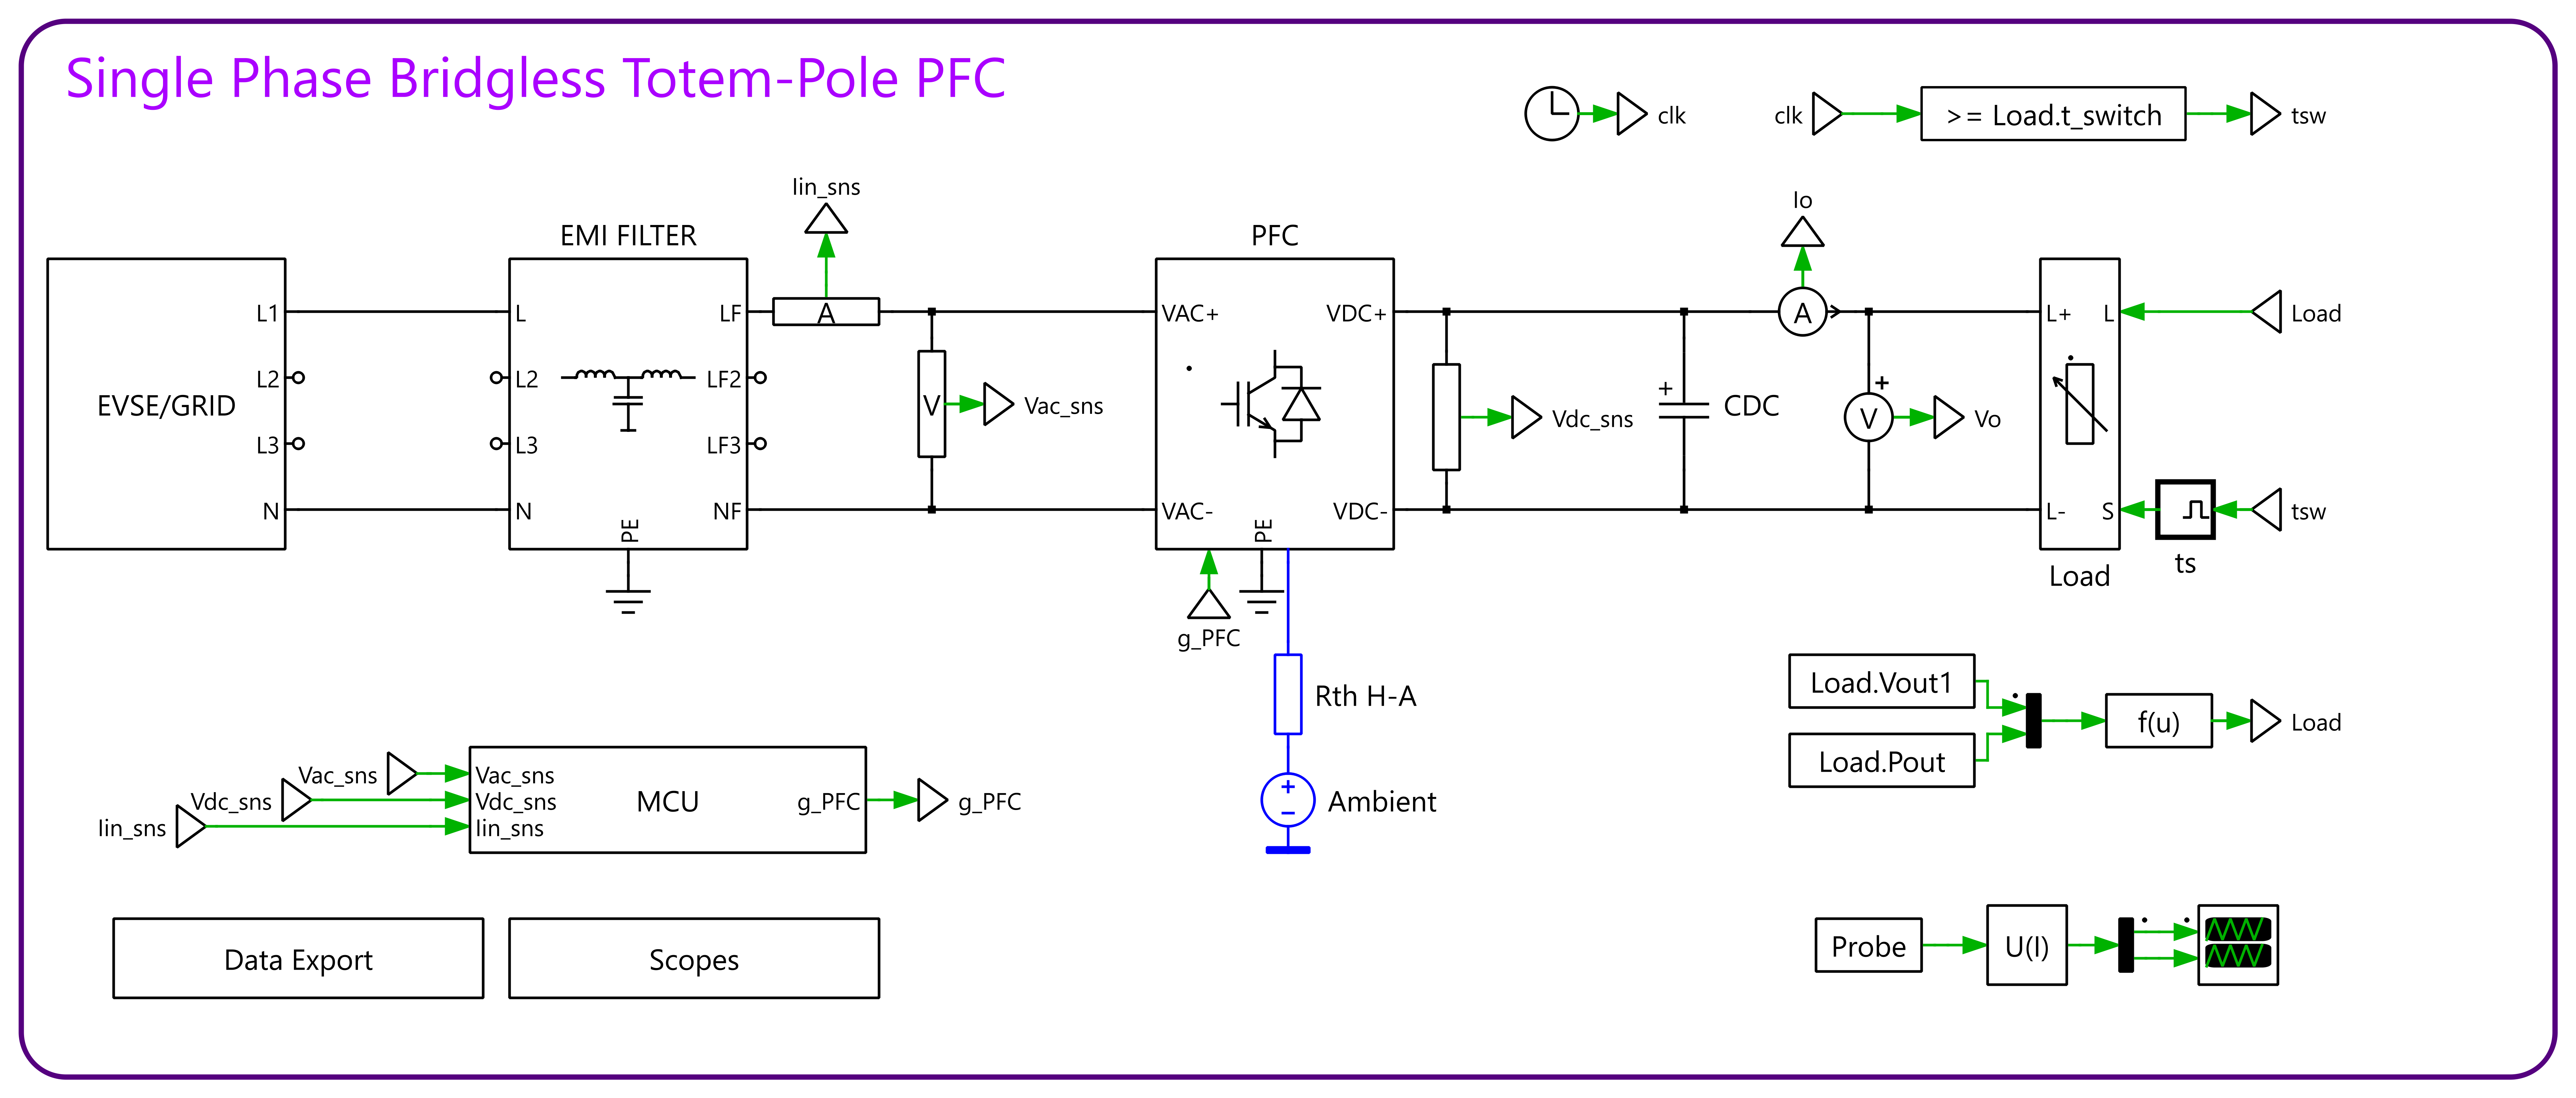 Single Phase Bridgless Totem-Pole PFC
clk
clk
>= Load.t_switch
tsw
Iin_sns
Io
EMI FILTER
PFC
EVSE/GRID
L1
L2
L3
N
L
L2
L3
N
LF
LF2
LF3
NF
PE
A
V
Vac_sns
VAC+
VAC-
VDC+
VDC-
PE
g_PFC
Vdc_sns
+
CDC
A
+
V
Vo
L+
L-
L
S
Load
Load
ts
tsw
Rth H-A
+
−
Ambient
Load.Vout1
Load.Pout
f(u)
Load
Vac_sns
Vdc_sns
Iin_sns
Vac_sns
Vdc_sns
Iin_sns
MCU
g_PFC
g_PFC
Data Export
Scopes
Probe
U(I)